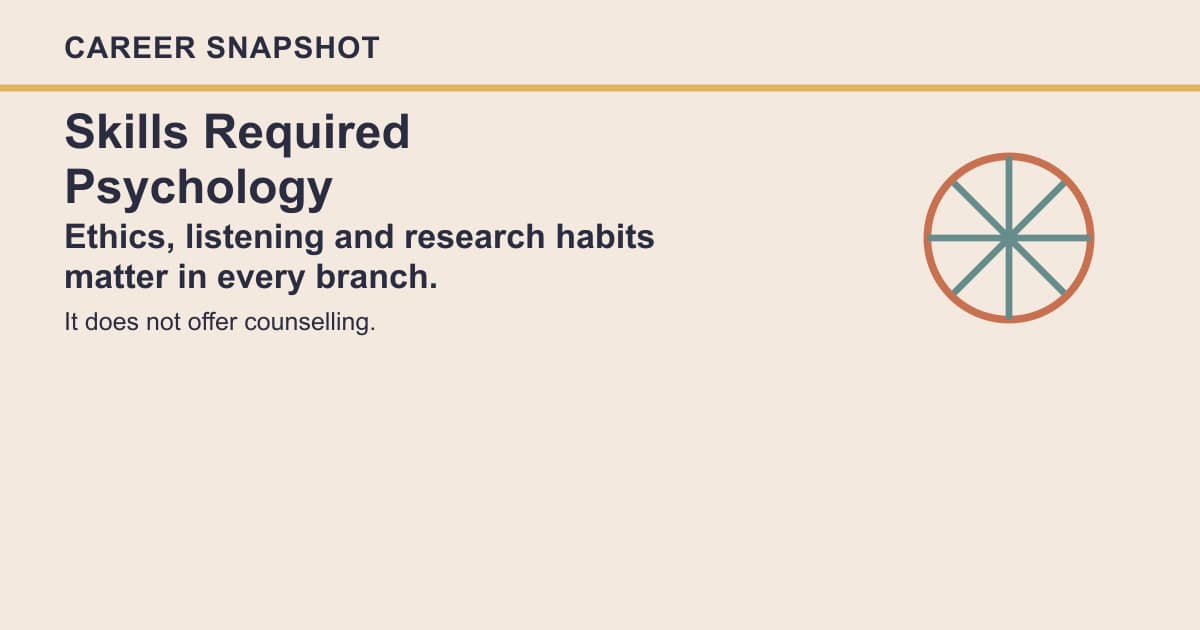 CAREER SNAPSHOT
Skills Required
Psychology
Ethics, listening and research habits
matter in every branch.
It does not offer counselling.